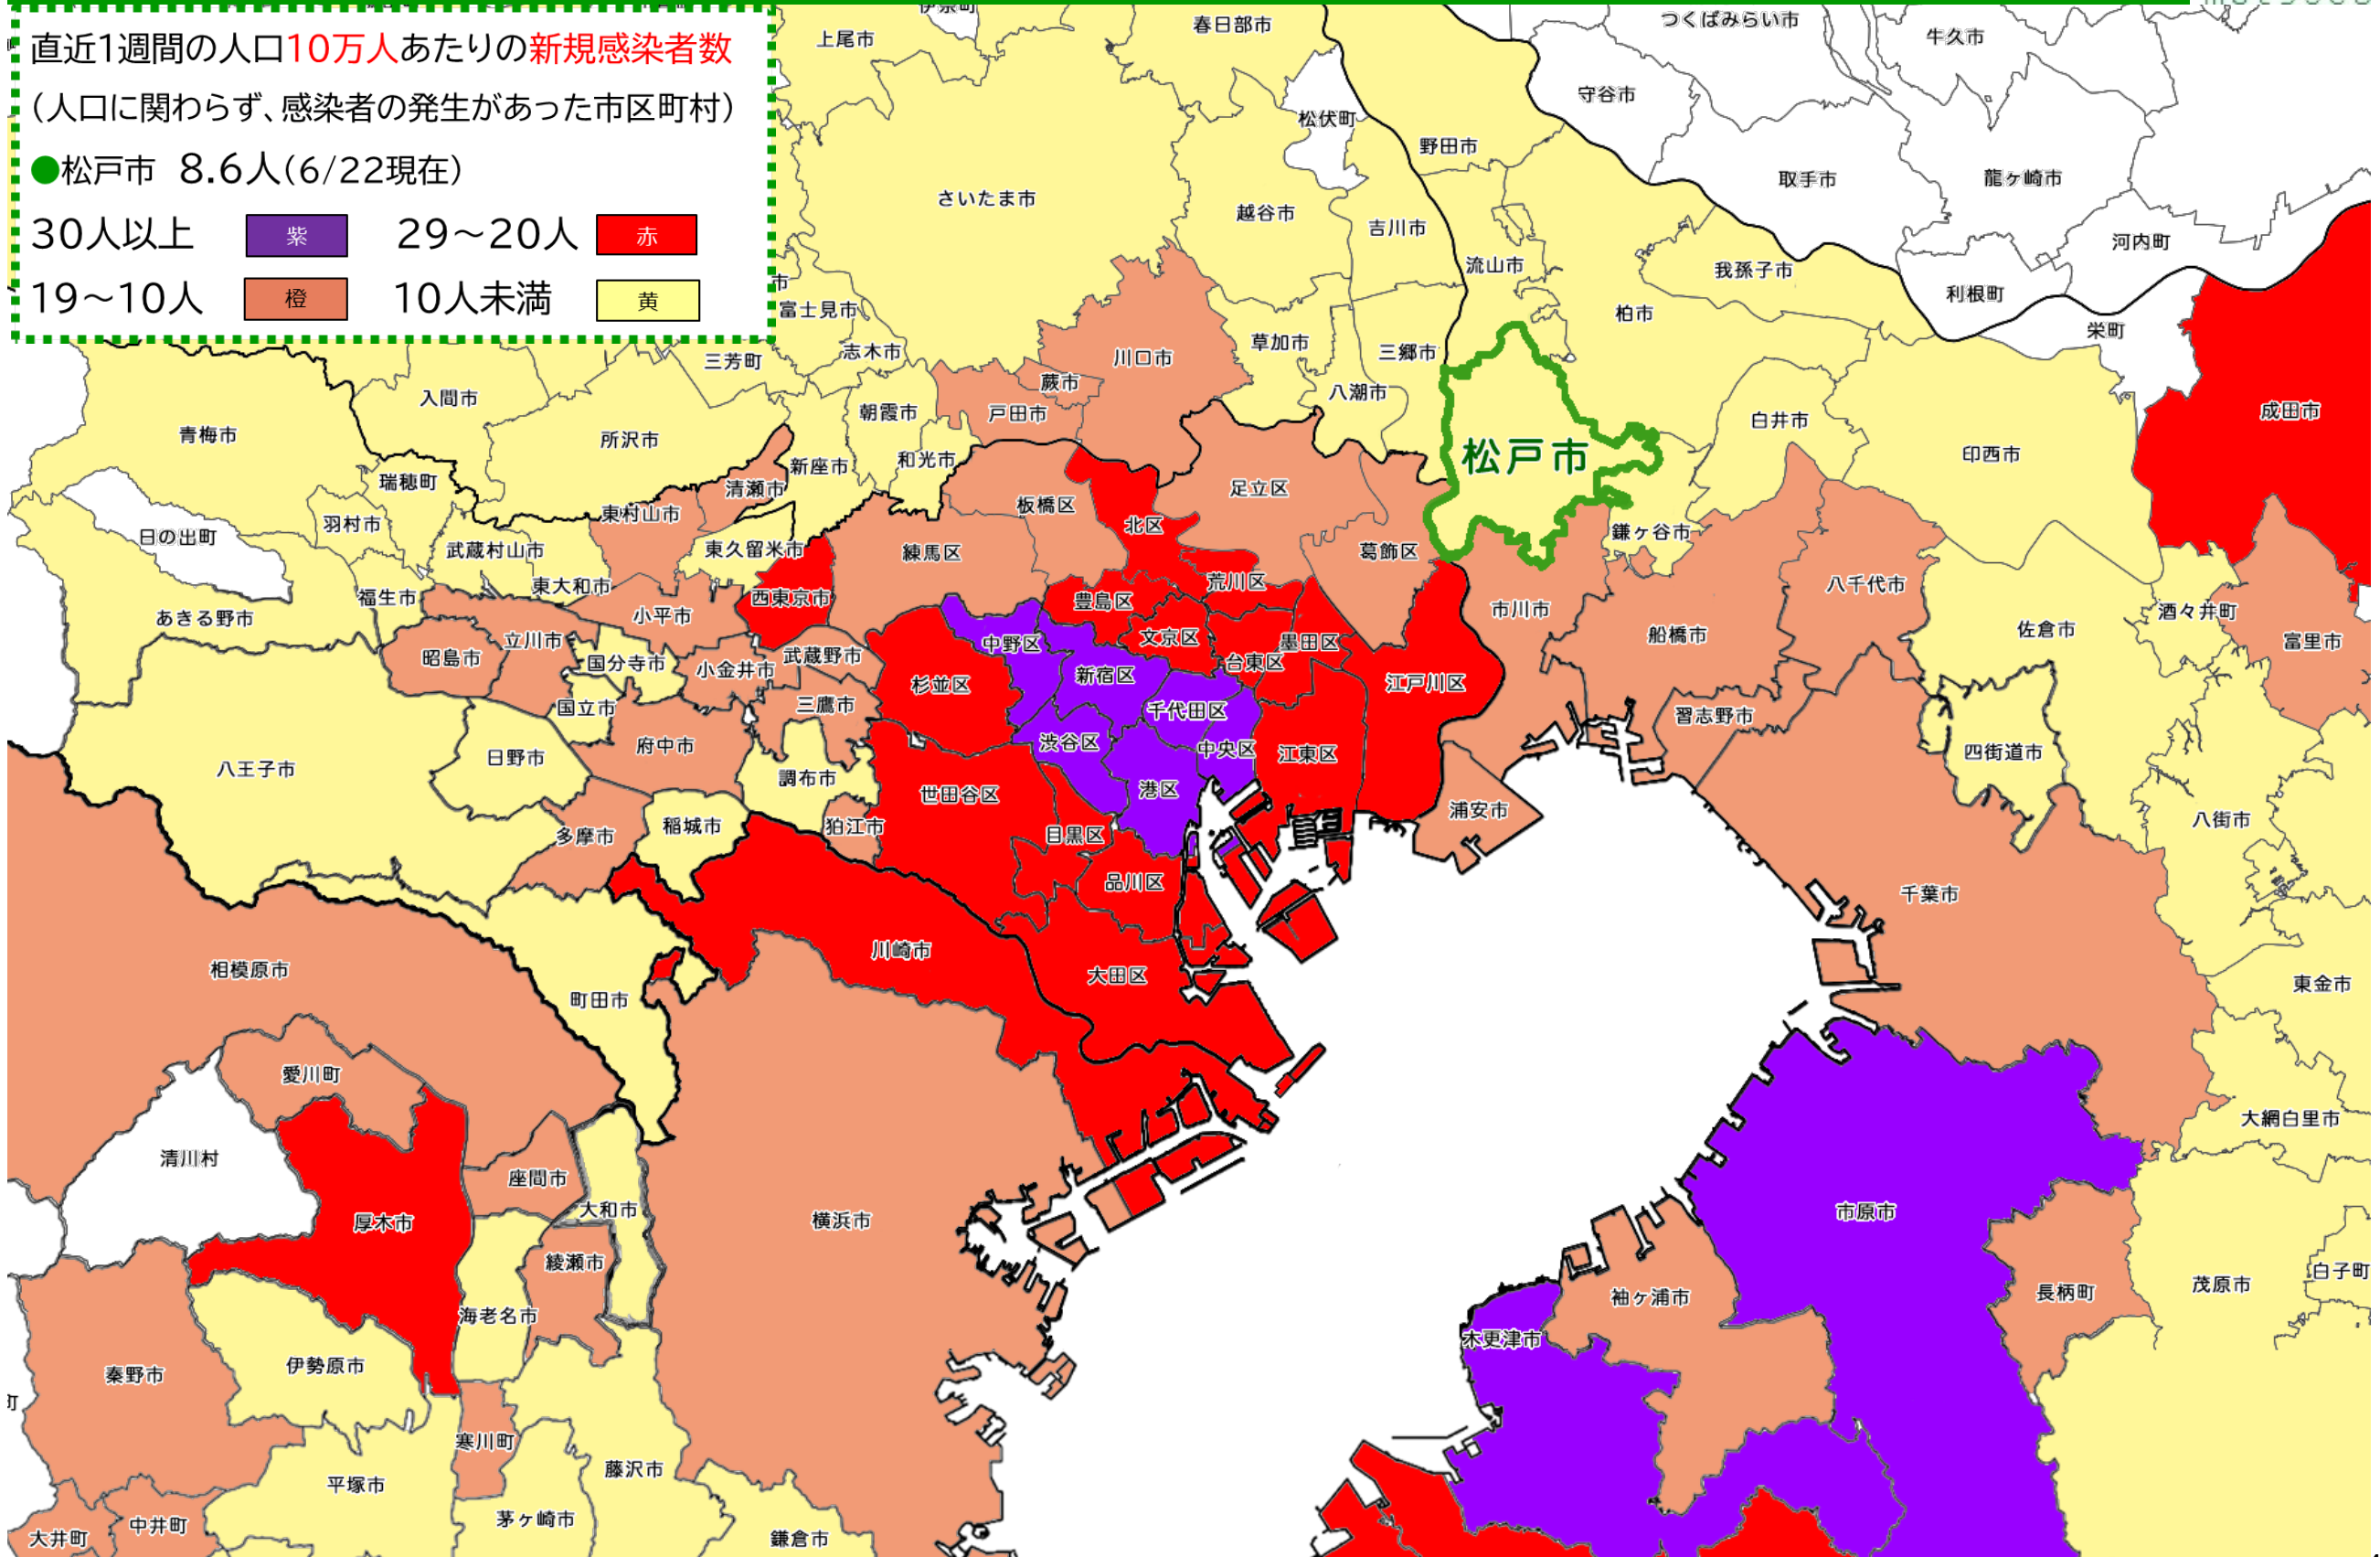 直近1週間の人口10万人あたりの新規感染者数
（人口に関わらず、感染者の発生があった市区町村）
●松戸市 8.6人（6/22現在）
30人以上 紫 29～20人 赤
19～10人 橙 10人未満 黄
上尾市
春日部市
つくばみらい市
牛久市
守谷市
松伏町
野田市
取手市
龍ヶ崎市
さいたま市
越谷市
吉川市
河内町
流山市
我孫子市
利根町
市
富士見市
柏市
栄町
草加市
三郷市
志木市
三芳町
川口市
蕨市
八潮市
入間市
朝霞市
戸田市
成田市
白井市
青梅市
所沢市
松戸市
印西市
和光市
新座市
瑞穂町
清瀬市
足立区
板橋区
東村山市
羽村市
北区
鎌ヶ谷市
日の出町
武蔵村山市
東久留米市
練馬区
葛飾区
東大和市
荒川区
八千代市
福生市
西東京市
豊島区
市川市
酒々井町
あきる野市
小平市
佐倉市
船橋市
文京区
立川市
中野区
墨田区
富里市
昭島市
国分寺市
武蔵野市
台東区
小金井市
新宿区
杉並区
江戸川区
国立市
三鷹市
千代田区
習志野市
府中市
渋谷区
中央区
江東区
四街道市
日野市
八王子市
調布市
港区
世田谷区
浦安市
八街市
稲城市
狛江市
多摩市
目黒区
品川区
千葉市
川崎市
相模原市
大田区
東金市
町田市
愛川町
大網白里市
清川村
座間市
大和市
厚木市
横浜市
市原市
綾瀬市
白子町
茂原市
長柄町
袖ヶ浦市
海老名市
木更津市
伊勢原市
秦野市
町
寒川町
藤沢市
平塚市
茅ヶ崎市
中井町
大井町
鎌倉市